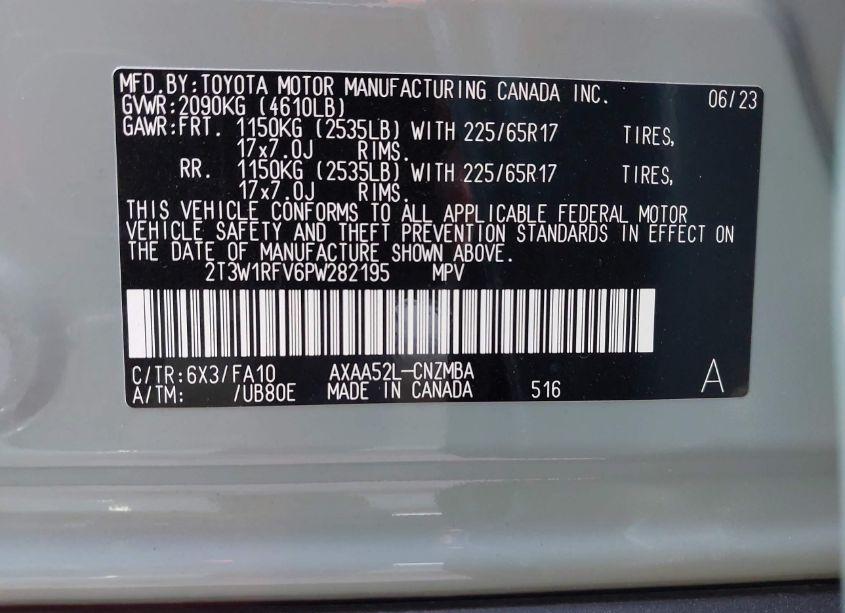 MFD.BY:TOYOTA MOTOR MANUFACTURING CANADA INC. 06/23
GVWR:2090KG (4610LB)
GAWR:FRT. 1150KG (2535LB) WITH 225/65R17 TIRES,
17x7.0J RIMS.
RR. 1150KG (2535LB) WITH 225/65R17 TIRES,
17x7.0J RIMS.
THIS VEHICLE CONFORMS TO ALL APPLICABLE FEDERAL MOTOR
VEHICLE SAFETY AND THEFT PREVENTION STANDARDS IN EFFECT ON
THE DATE OF MANUFACTURE SHOWN ABOVE.
2T3W1RFV6PW282195 MPV
C/TR:6X3/FA10 AXAA52L-CNZMBA A
A/TM: /UB80E MADE IN CANADA 516